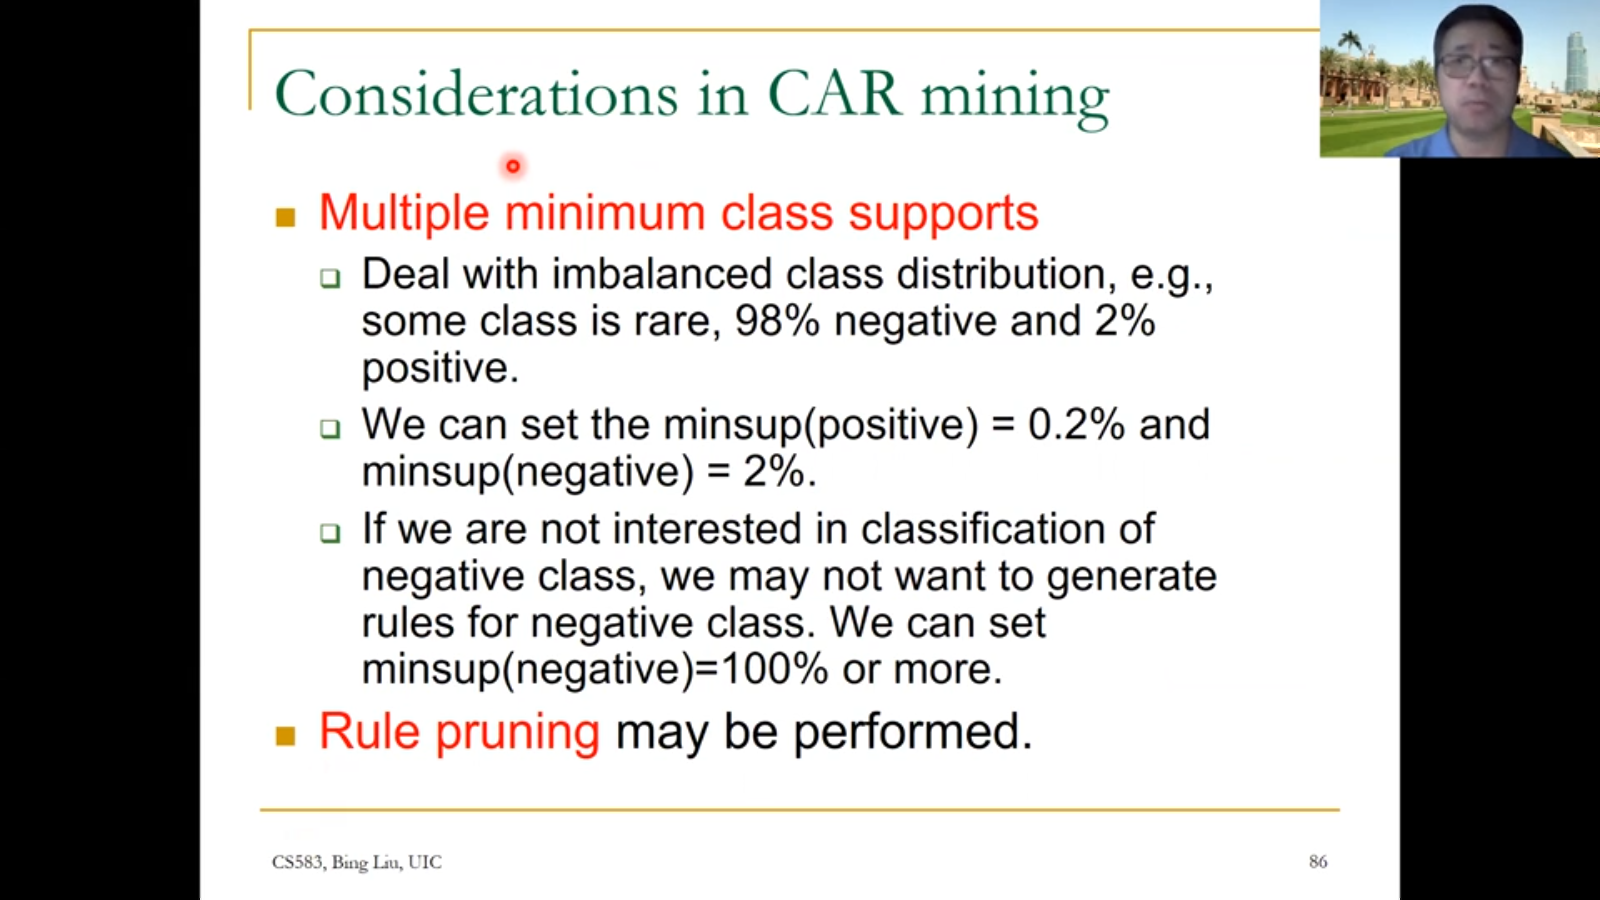 Considerations in CAR mining
Multiple minimum class supports
Deal with imbalanced class distribution, e.g.,
some class is rare, 98% negative and 2%
positive.
We can set the minsup(positive) = 0.2% and
minsup(negative) = 2%.
If we are not interested in classification of
negative class, we may not want to generate
rules for negative class. We can set
minsup(negative)=100% or more.
Rule pruning may be performed.
CS583, Bing Liu, UIC
86